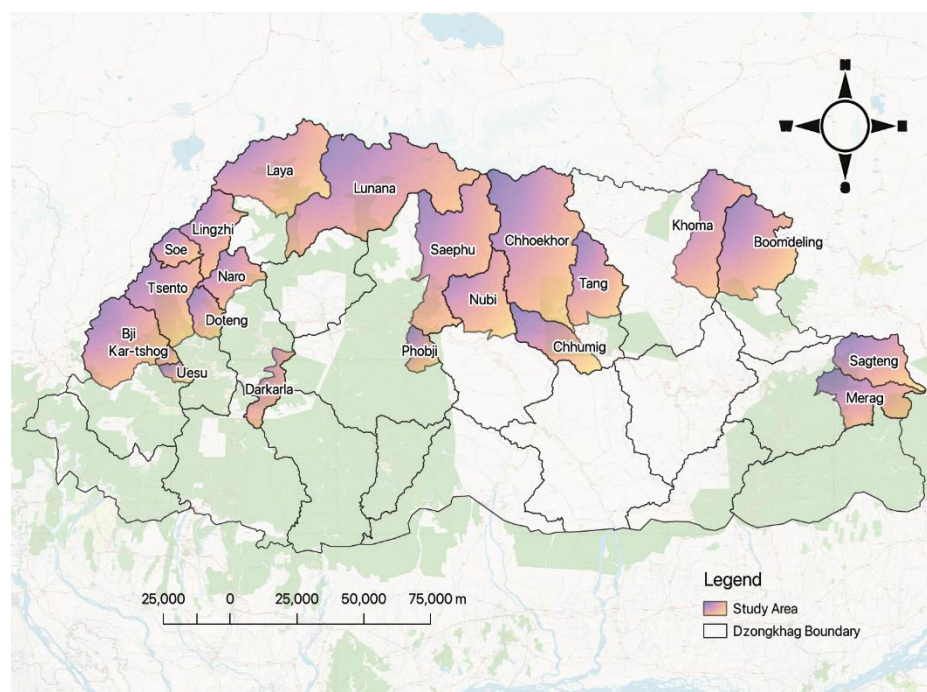 N
W
E
S
Laya
Lunana
Lingzhi
Soe
Naro
Tsento
Doteng
Bji
Kar-tshog
Uesu
Darkarla
Saephu
Chhoekhor
Nubi
Tang
Phobji
Chhumig
Khoma
Boomdeling
Sagteng
Merag
25,000 0 25,000 50,000 75,000 m
Legend
Study Area
Dzongkhag Boundary